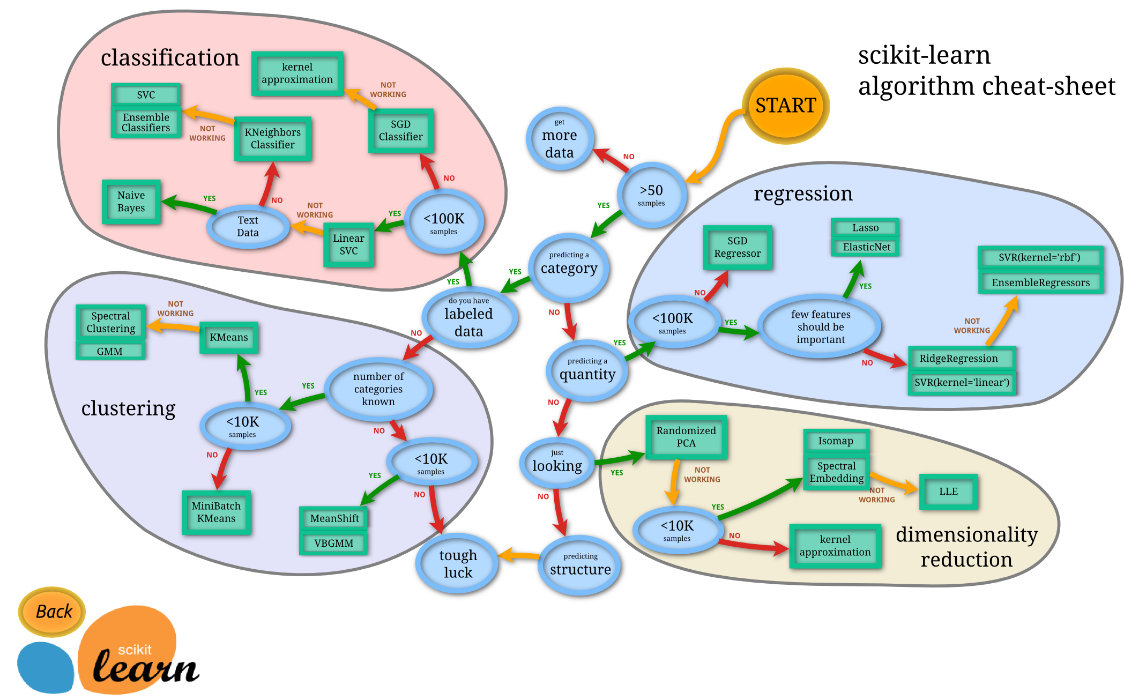 scikit-learn
algorithm cheat-sheet
START
get
more
data
NO
>50
samples
YES
predicting a
category
YES
NO
do you have
labeled
data
YES
NO
predicting a
quantity
YES
NO
just
looking
YES
NO
predicting
structure
tough
luck
classification
kernel
approximation
NOT
WORKING
SGD
Classifier
NO
<100K
samples
YES
Linear
SVC
NOT
WORKING
Text
Data
YES
NO
Naive
Bayes
KNeighbors
Classifier
NOT
WORKING
SVC
Ensemble
Classifiers
regression
<100K
samples
NO
SGD
Regressor
YES
few features
should be
important
YES
Lasso
ElasticNet
NO
RidgeRegression
SVR(kernel='linear')
NOT
WORKING
SVR(kernel='rbf')
EnsembleRegressors
clustering
number of
categories
known
YES
NO
<10K
samples
YES
NO
KMeans
NOT
WORKING
Spectral
Clustering
GMM
MiniBatch
KMeans
<10K
samples
YES
NO
MeanShift
VBGMM
dimensionality
reduction
Randomized
PCA
NOT
WORKING
<10K
samples
YES
NO
Isomap
Spectral
Embedding
NOT
WORKING
LLE
kernel
approximation
Back
scikit
learn